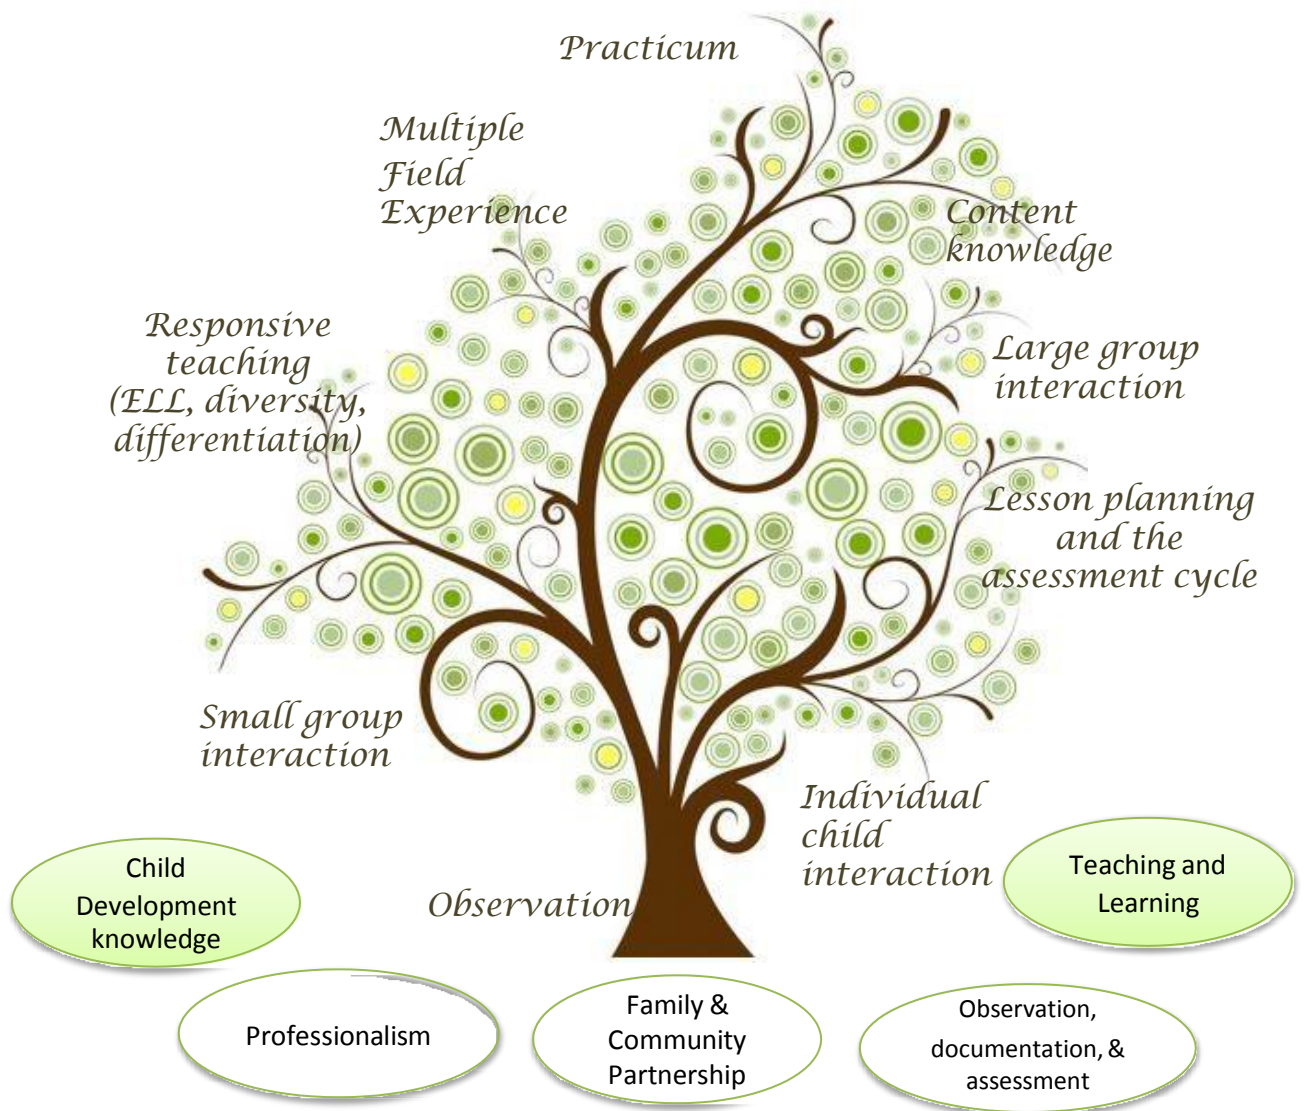 Practicum
Multiple
Field
Experience
Content
knowledge
Responsive
teaching
(ELL, diversity,
differentiation)
Large group
interaction
Lesson planning
and the
assessment cycle
Small group
interaction
Individual
child
interaction
Observation
Child
Development
knowledge
Teaching and
Learning
Professionalism
Family &
Community
Partnership
Observation,
documentation, &
assessment